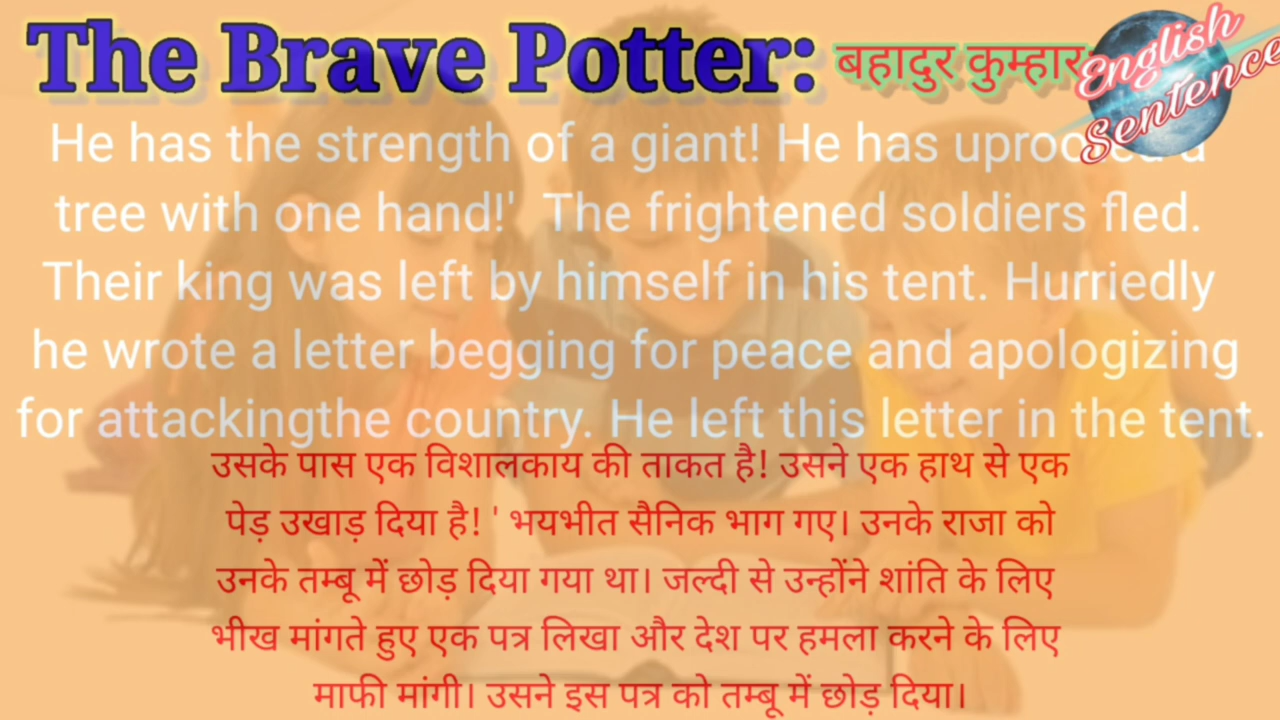 The Brave Potter: बहादुर कुम्हार
English
Sentence
He has the strength of a giant! He has
tree with one hand!' The frightened soldiers fled.
Their king was left by himself in his tent. Hurriedly
he wrote a letter begging for peace and apologizing
for attackingthe country. He left this letter in the tent.
उसके पास एक विशालकाय की ताकत है! उसने एक हाथ से एक
पेड़ उखाड़ दिया है! ' भयभीत सैनिक भाग गए। उनके राजा को
उनके तम्बू में छोड़ दिया गया था। जल्दी से उन्होंने शांति के लिए
भीख मांगते हुए एक पत्र लिखा और देश पर हमला करने के लिए
माफी मांगी। उसने इस पत्र को तम्बू में छोड़ दिया।